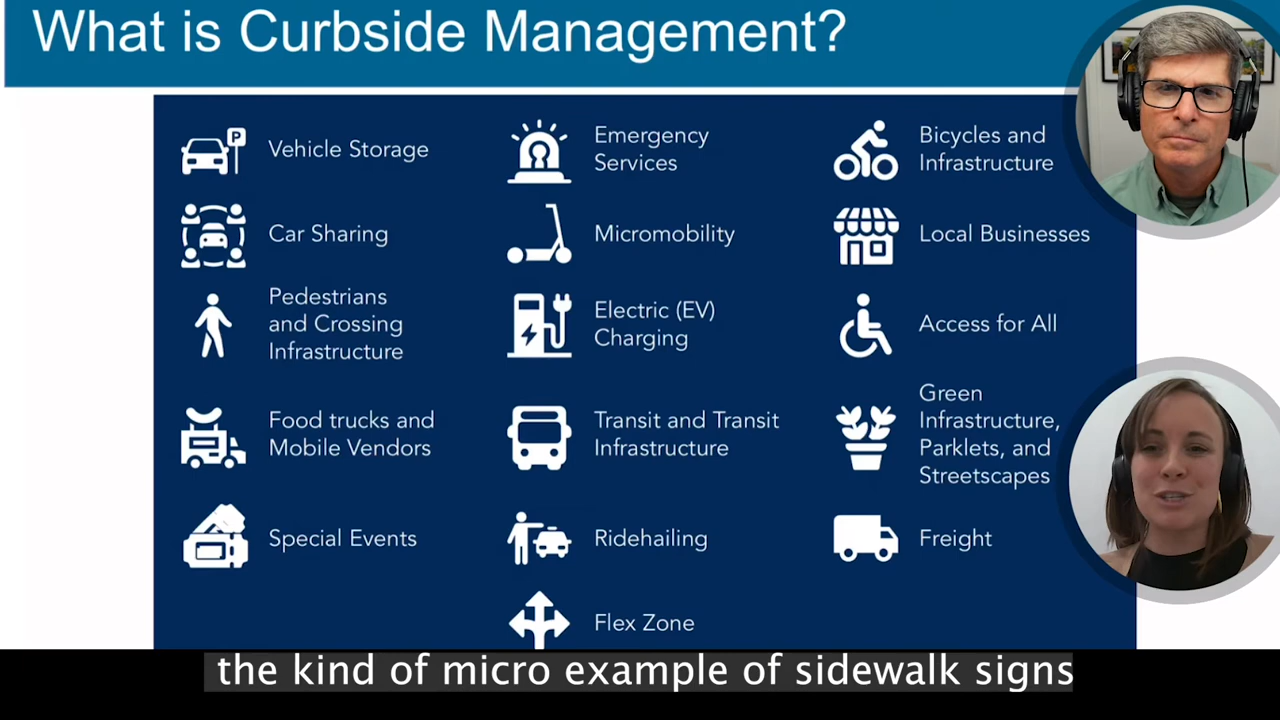 What is Curbside Management?
P
Vehicle Storage
Emergency
Services
Bicycles and
Infrastructure
Car Sharing
Micromobility
Local Businesses
Pedestrians
and Crossing
Infrastructure
Electric (EV)
Charging
Access for All
Food trucks and
Mobile Vendors
Transit and Transit
Infrastructure
Green
Infrastructure,
Parklets, and
Streetscapes
Special Events
Ridehailing
Freight
Flex Zone
the kind of micro example of sidewalk signs